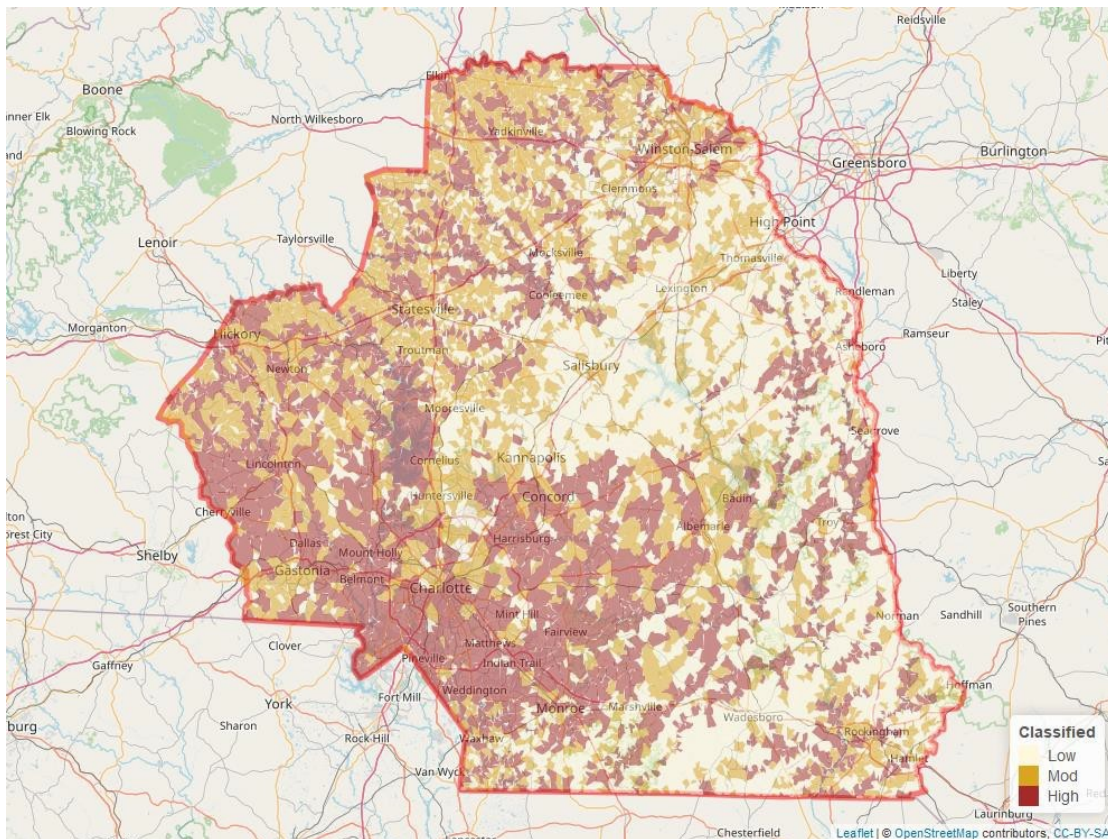 Reidsville
Boone
anner Elk
Blowing Rock
Elkin
North Wilkesboro
Yadkinville
Winston-Salem
Greensboro
Burlington
Clemmons
High Point
Lenoir
Taylorsville
Mocksville
Thomasville
Liberty
Lexington
Randleman
Staley
Cooleemee
Statesville
Morganton
Hickory
Ramseur
Asheboro
Troutman
Salisbury
Newton
Mooresville
Seagrove
Lincolnton
Cornelius
Kannapolis
Huntersville
Concord
Badin
Cherryville
Albemarle
Troy
orest City
Harrisburg
Dallas
Mount Holly
Shelby
Gastonia
Belmont
Charlotte
Mint Hill
Norman
Sandhill
Southern
Pines
Fairview
Matthews
Clover
Pineville
Indian Trail
Gaffney
Weddington
Hoffman
York
Fort Mill
Monroe
Marshville
Wadesboro
burg
Sharon
Rock Hill
Waxhaw
Rockingham
Hamlet
Van Wyck
Classified
Low
Mod
High
Laurinburg
Chesterfield
Leaflet | © OpenStreetMap contributors, CC-BY-SA